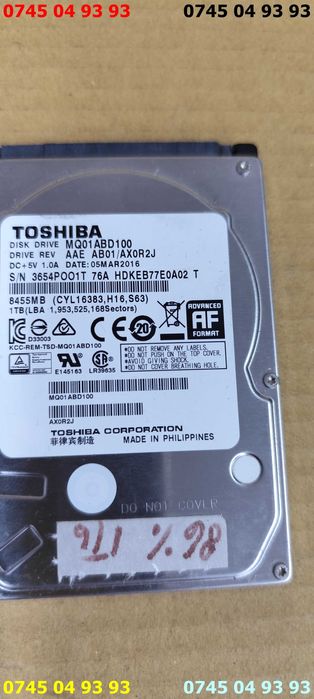 0745 04 93 93 0745 04 93 93
TOSHIBA
DISK DRIVE MQ01ABD100
DRIVE REV AAE AB01/AX0R2J
DC+5V 1.0A DATE:05MAR2016
S/N 3654P001T 76A HDKEB77E0A02 T
8455MB (CYL16383,H16,S63)
1TB(LBA 1,953,525,168Sectors)
ADVANCED
AF
FORMAT
20
D33003
KCC-REM-TSD-MQ01ABD100
*DO NOT REMOVE ANY LABELS.
*DO NOT PUSH ON THE TOP COVER.
*AVOID GIVING SHOCK.
*DO NOT COVER BREATHING HOLE.
E145163 LR39635
MQ01ABD100
AX0R2J
TOSHIBA CORPORATION
菲律宾制造 MADE IN PHILIPPINES
DO NOT COVER
1Tb
0745 04 93 93 0745 04 93 93